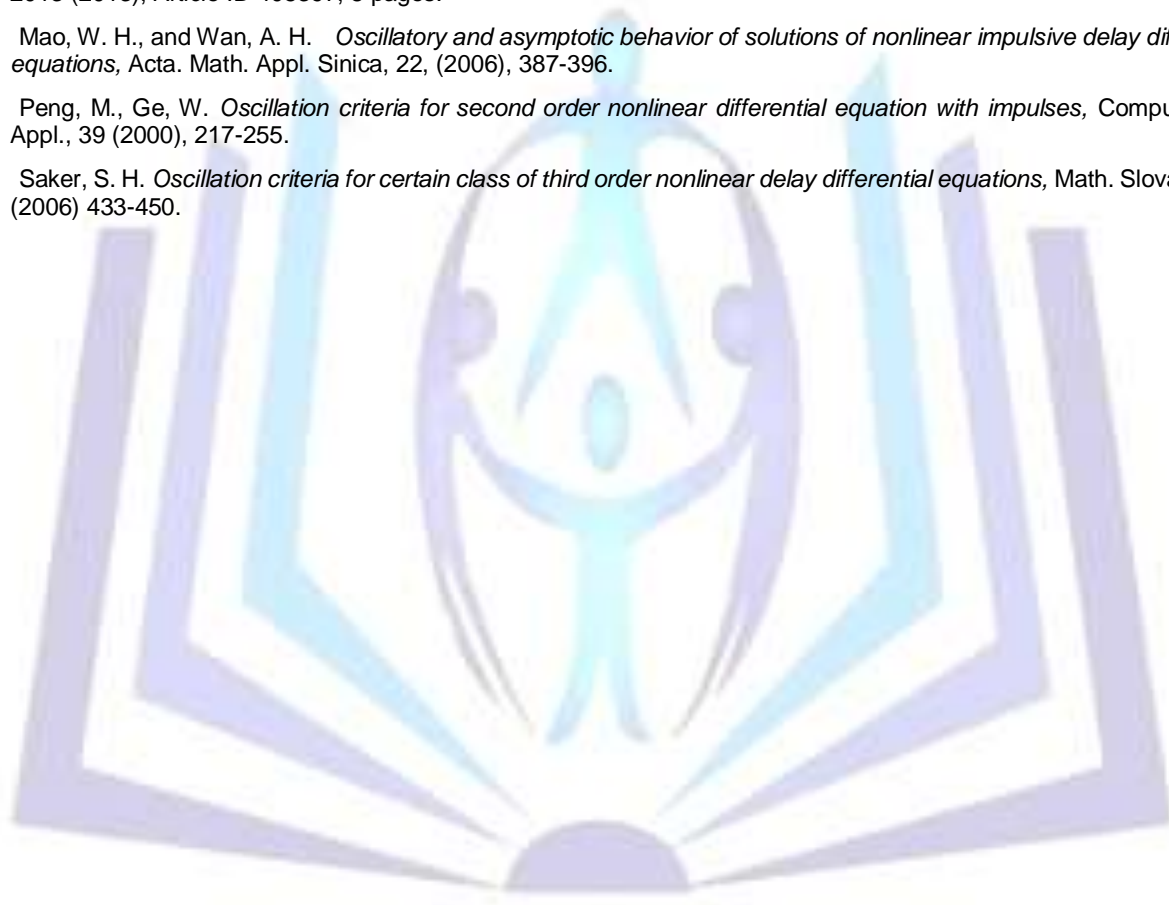 Mao, W. H., and Wan, A. H. Oscillatory and asymptotic behavior of solutions of nonlinear impulsive delay dif
equations, Acta. Math. Appl. Sinica, 22, (2006), 387-396.
Peng, M., Ge, W. Oscillation criteria for second order nonlinear differential equation with impulses, Compu
Appl., 39 (2000), 217-255.
Saker, S. H. Oscillation criteria for certain class of third order nonlinear delay differential equations, Math. Slova
(2006) 433-450.